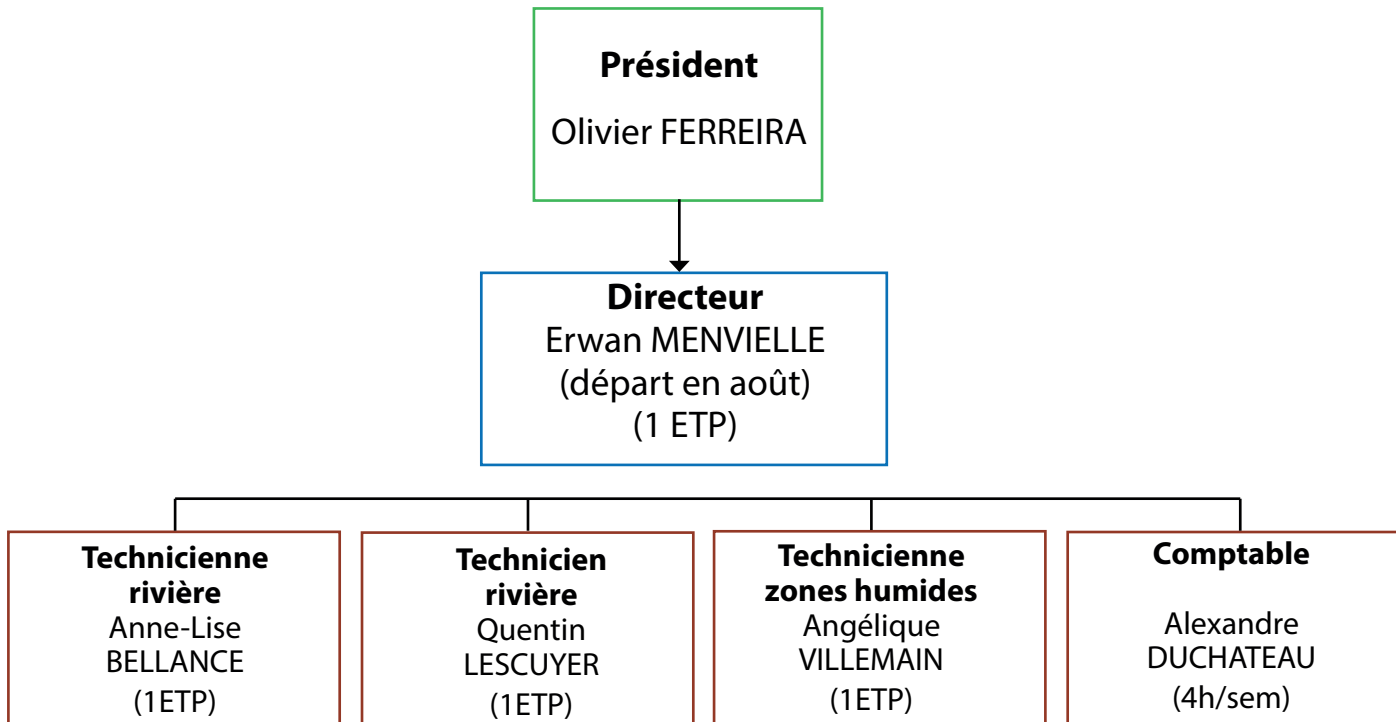 Président
Olivier FERREIRA
Directeur
Erwan MENVIELLE
(départ en août)
(1 ETP)
Technicienne
rivière
Anne-Lise
BELLANCE
(1ETP)
Technicien
rivière
Quentin
LESCUYER
(1ETP)
Technicienne
zones humides
Angélique
VILLEMAIN
(1ETP)
Comptable
Alexandre
DUCHATEAU
(4h/sem)